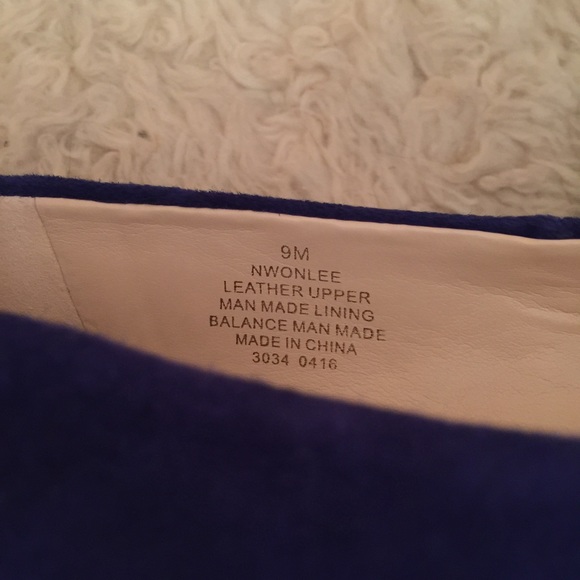 9M
NWONLEE
LEATHER UPPER
MAN MADE LINING
BALANCE MAN MADE
MADE IN CHINA
3034 0416